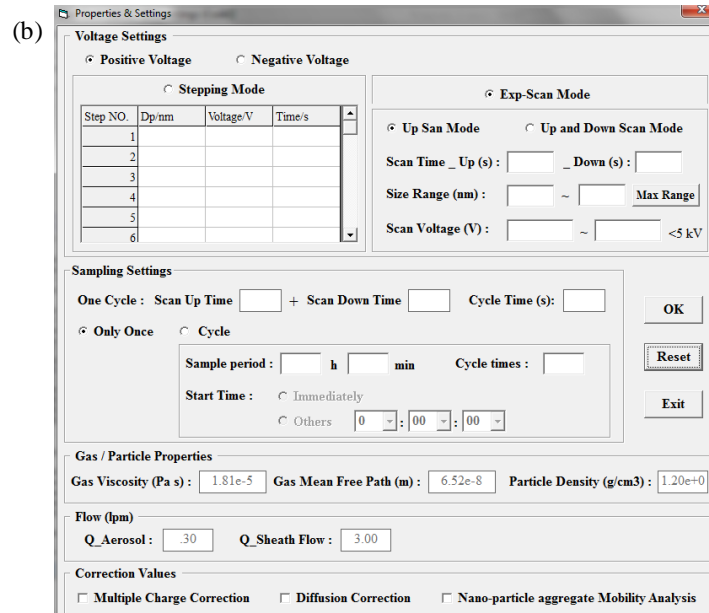 (b)
Properties & Settings
Voltage Settings
Positive Voltage Negative Voltage
Stepping Mode
Step NO. Dp/nm Voltage/V Time/s
1
2
3
4
5
6
Exp-Scan Mode
Up San Mode Up and Down Scan Mode
Scan Time _ Up (s) : _ Down (s) :
Size Range (nm) : ~ Max Range
Scan Voltage (V) : ~ <5 kV
Sampling Settings
One Cycle : Scan Up Time + Scan Down Time Cycle Time (s):
Only Once Cycle
Sample period : h min Cycle times :
Start Time : Immediately
Others 0 : 00 : 00
OK
Reset
Exit
Gas / Particle Properties
Gas Viscosity (Pa s) : 1.81e-5 Gas Mean Free Path (m) : 6.52e-8 Particle Density (g/cm3) : 1.20e+0
Flow (lpm)
Q_Aerosol : .30 Q_Sheath Flow : 3.00
Correction Values
Multiple Charge Correction Diffusion Correction Nano-particle aggregate Mobility Analysis